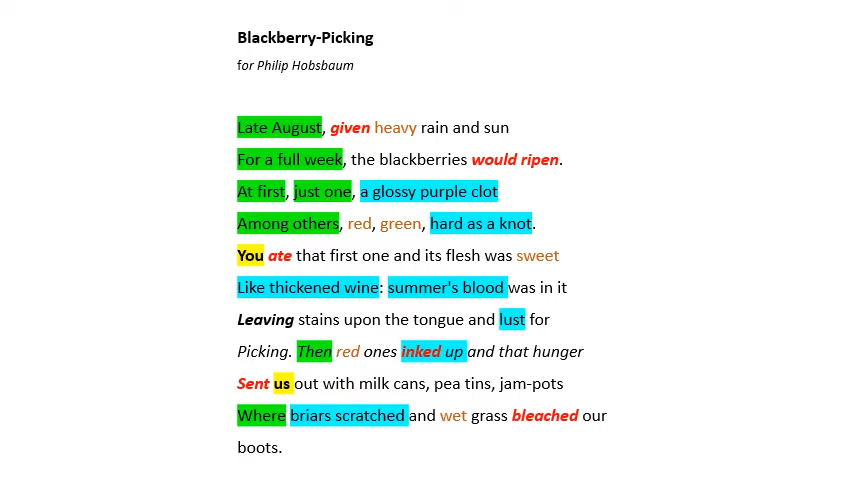 Blackberry-Picking
for Philip Hobsbaum
Late August, given heavy rain and sun
For a full week, the blackberries would ripen.
At first, just one, a glossy purple clot
Among others, red, green, hard as a knot.
You ate that first one and its flesh was sweet
Like thickened wine: summer's blood was in it
Leaving stains upon the tongue and lust for
Picking. Then red ones inked up and that hunger
Sent us out with milk cans, pea tins, jam-pots
Where briars scratched and wet grass bleached our
boots.